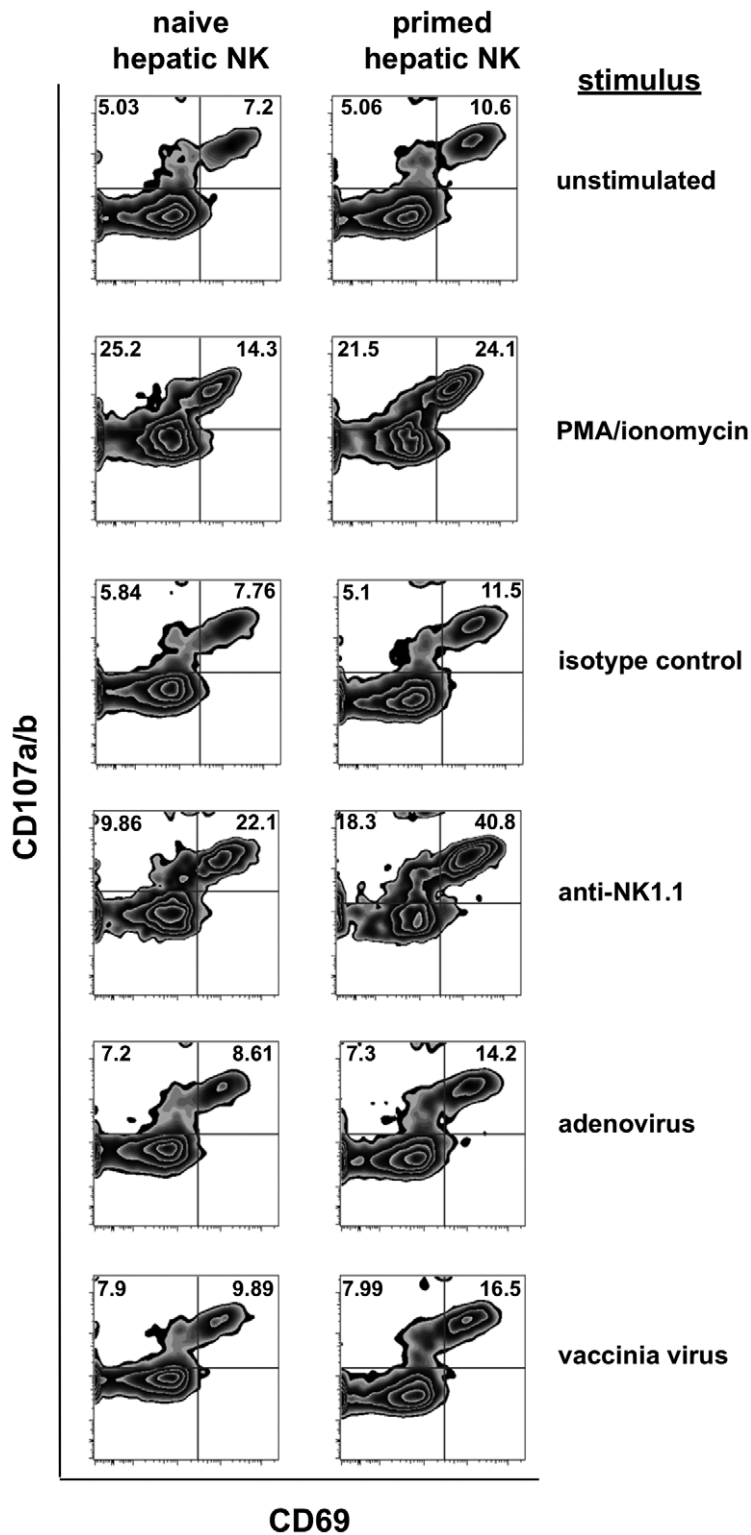 naive
hepatic NK
primed
hepatic NK
stimulus
5.03 7.2
5.06 10.6
unstimulated
25.2 14.3
21.5 24.1
PMA/ionomycin
5.84 7.76
5.1 11.5
isotype control
9.86 22.1
18.3 40.8
anti-NK1.1
7.2 8.61
7.3 14.2
adenovirus
7.9 9.89
7.99 16.5
vaccinia virus
CD107a/b
CD69